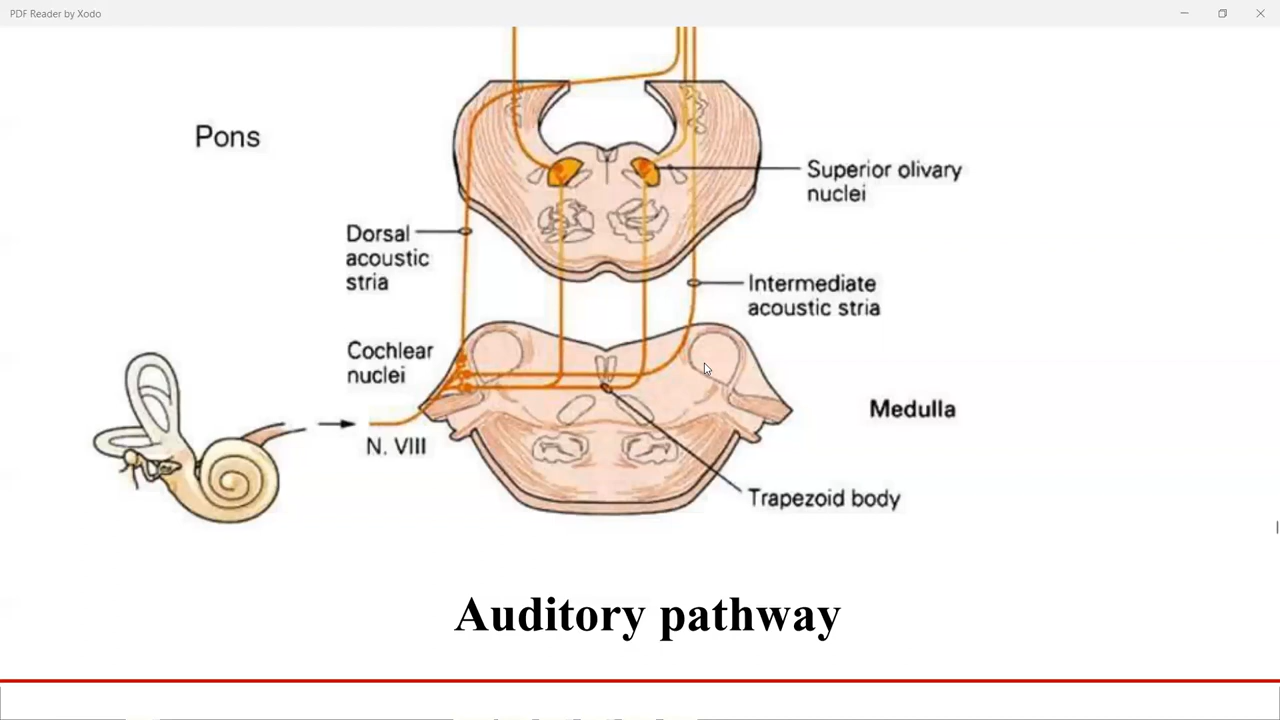 PDF Reader by Xodo
Pons
Superior olivary
nuclei
Dorsal
acoustic
stria
Intermediate
acoustic stria
Cochlear
nuclei
Medulla
N. VIII
Trapezoid body
Auditory pathway